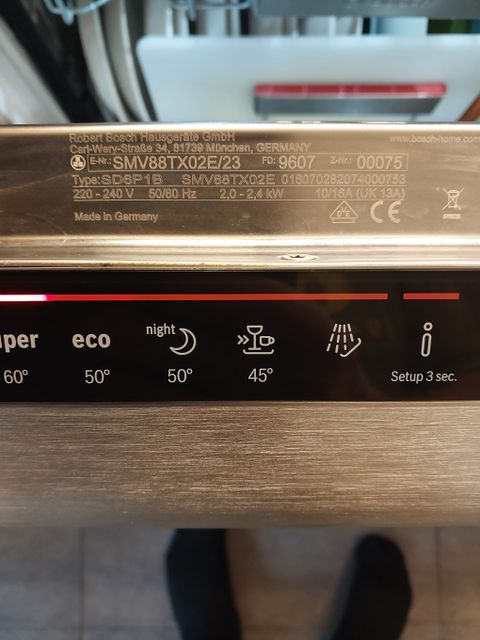 Robert Bosch Hausgeräte GmbH
Carl-Wery-Straße 34, 81739 München, GERMANY
www.bosch-home.com
E-Nr.: SMV88TX02E/23 FD: 9607 Z-Nr.: 00075
Type: SD6P1B SMV88TX02E 016070282074000753
220 - 240 V 50/60 Hz 2,0 - 2,4 kW 10/16A (UK 13A)
Made in Germany
DVE CE
uper eco night
60° 50° 50° 45° Setup 3 sec.